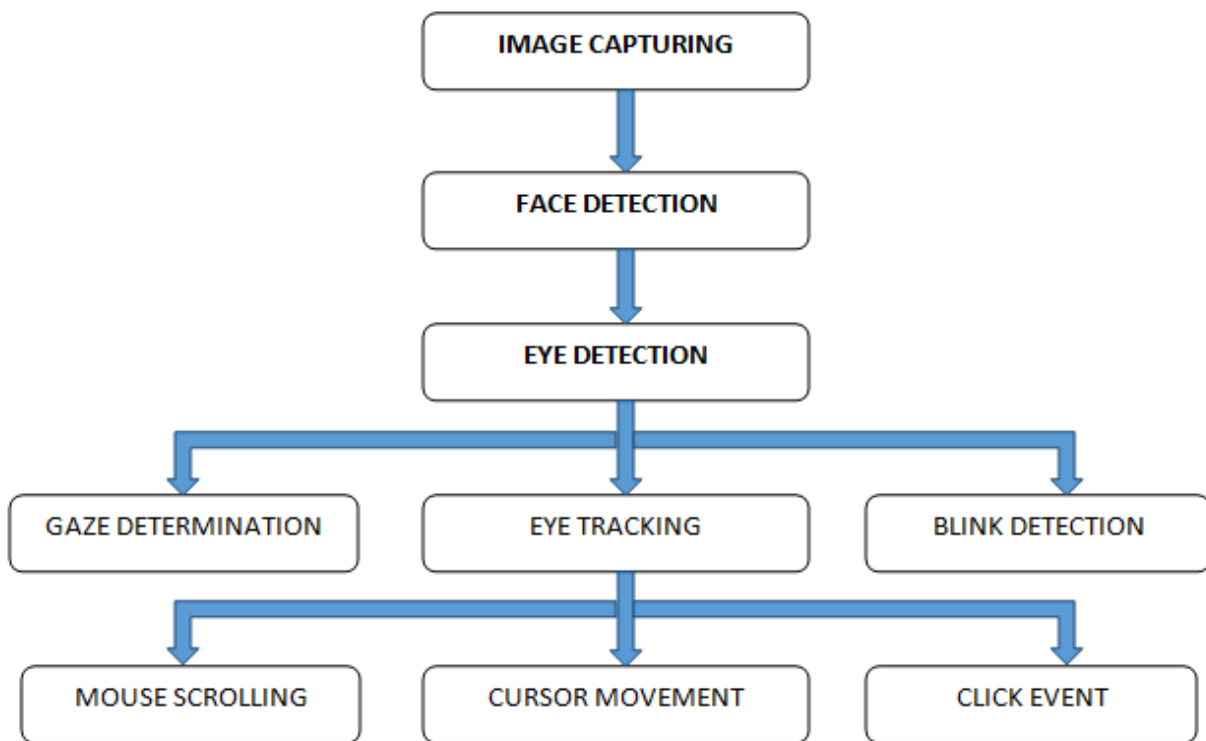 IMAGE CAPTURING
FACE DETECTION
EYE DETECTION
GAZE DETERMINATION
EYE TRACKING
BLINK DETECTION
MOUSE SCROLLING
CURSOR MOVEMENT
CLICK EVENT